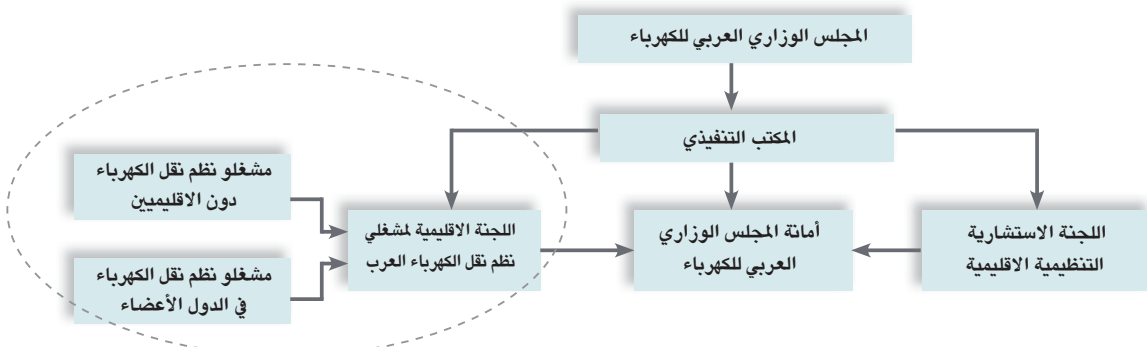 المجلس الوزاري العربي للكهرباء
المكتب التنفيذي
اللجنة الاستشارية
التنظيمية الاقليمية
أمانة المجلس الوزاري
العربي للكهرباء
اللجنة الاقليمية لمشغلي
نظم نقل الكهرباء العرب
مشغلو نظم نقل الكهرباء
دون الاقليميين
مشغلو نظم نقل الكهرباء
في الدول الأعضاء